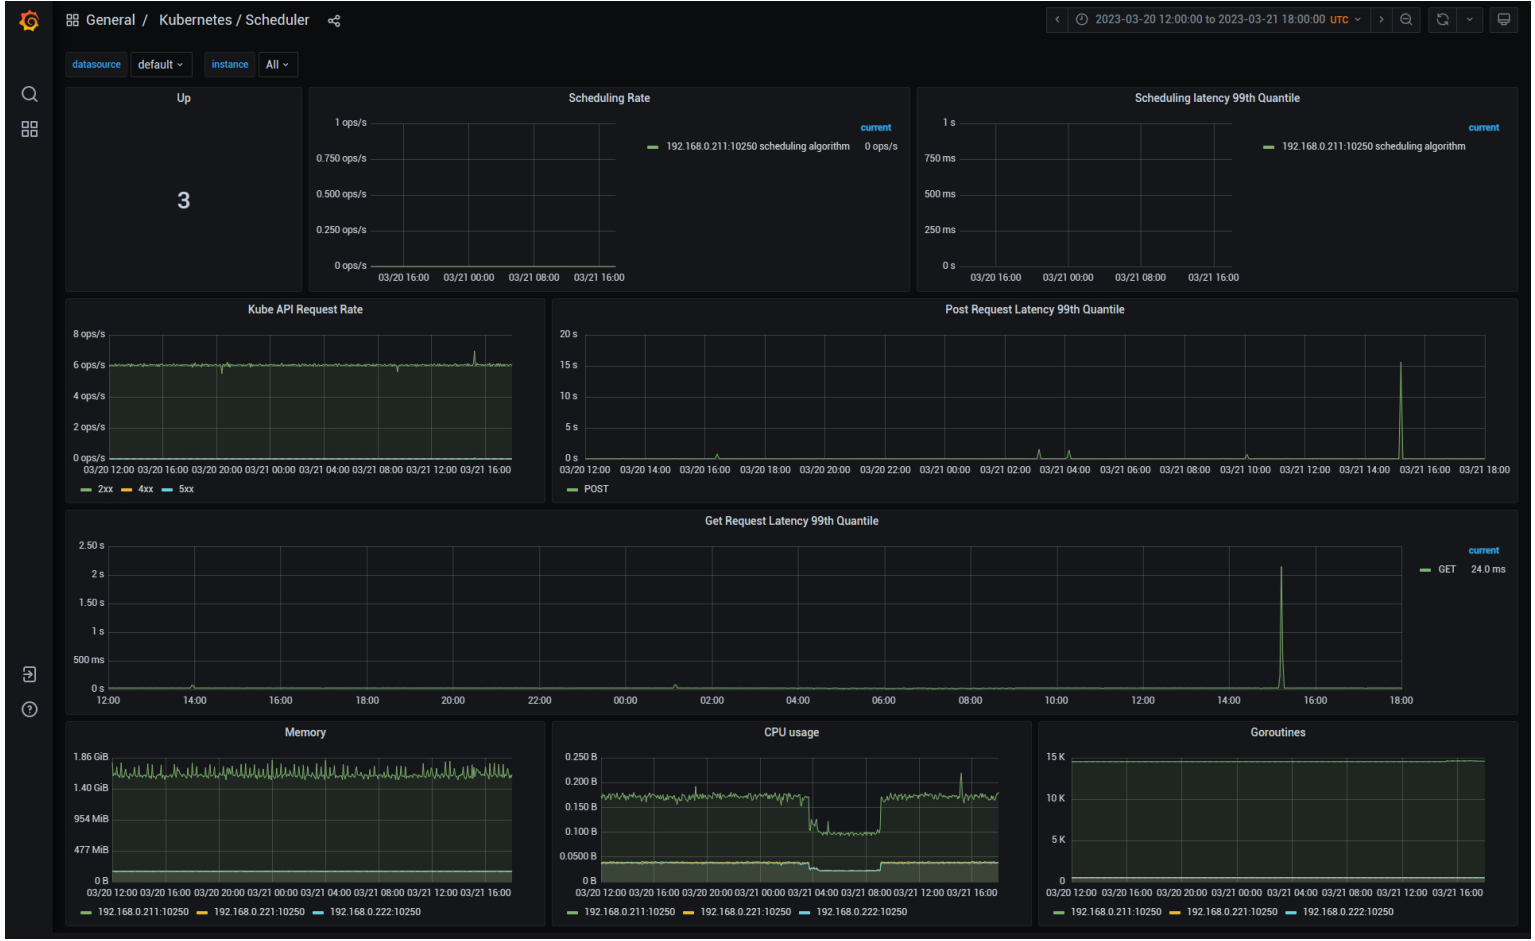 General / Kubernetes / Scheduler
2023-03-20 12:00:00 to 2023-03-21 18:00:00 UTC
datasource default instance All
Up
3
Scheduling Rate
1 ops/s
0.750 ops/s
0.500 ops/s
0.250 ops/s
0 ops/s
03/20 16:00 03/21 00:00 03/21 08:00 03/21 16:00
current
192.168.0.211:10250 scheduling algorithm 0 ops/s
Scheduling latency 99th Quantile
1 s
750 ms
500 ms
250 ms
0 s
03/20 16:00 03/21 00:00 03/21 08:00 03/21 16:00
current
192.168.0.211:10250 scheduling algorithm
Kube API Request Rate
8 ops/s
6 ops/s
4 ops/s
2 ops/s
0 ops/s
03/20 12:00 03/20 16:00 03/20 20:00 03/21 00:00 03/21 04:00 03/21 08:00 03/21 12:00 03/21 16:00
2xx 4xx 5xx
Post Request Latency 99th Quantile
20 s
15 s
10 s
5 s
0 s
03/20 12:00 03/20 14:00 03/20 16:00 03/20 18:00 03/20 20:00 03/20 22:00 03/21 00:00 03/21 02:00 03/21 04:00 03/21 06:00 03/21 08:00 03/21 10:00 03/21 12:00 03/21 14:00 03/21 16:00 03/21 18:00
POST
Get Request Latency 99th Quantile
2.50 s
2 s
1.50 s
1 s
500 ms
0 s
12:00 14:00 16:00 18:00 20:00 22:00 00:00 02:00 04:00 06:00 08:00 10:00 12:00 14:00 16:00 18:00
current
GET 24.0 ms
Memory
1.86 GiB
1.40 GiB
954 MiB
477 MiB
0 B
03/20 12:00 03/20 16:00 03/20 20:00 03/21 00:00 03/21 04:00 03/21 08:00 03/21 12:00 03/21 16:00
192.168.0.211:10250 192.168.0.221:10250 192.168.0.222:10250
CPU usage
0.250 B
0.200 B
0.150 B
0.100 B
0.0500 B
0 B
03/20 12:00 03/20 16:00 03/20 20:00 03/21 00:00 03/21 04:00 03/21 08:00 03/21 12:00 03/21 16:00
192.168.0.211:10250 192.168.0.221:10250 192.168.0.222:10250
Goroutines
15 K
10 K
5 K
0
03/20 12:00 03/20 16:00 03/20 20:00 03/21 00:00 03/21 04:00 03/21 08:00 03/21 12:00 03/21 16:00
192.168.0.211:10250 192.168.0.221:10250 192.168.0.222:10250